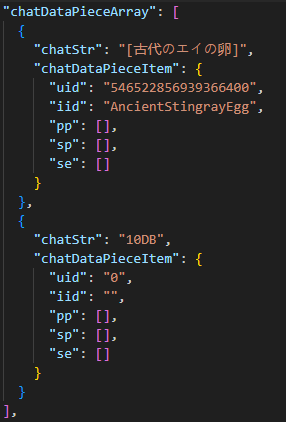 "chatDataPieceArray": [
{
"chatStr": "[古代のエイの卵]",
"chatDataPieceItem": {
"uid": "546522856939366400",
"iid": "AncientStingrayEgg",
"pp": [],
"sp": [],
"se": []
}
},
{
"chatStr": "10DB",
"chatDataPieceItem": {
"uid": "0",
"iid": "",
"pp": [],
"sp": [],
"se": []
}
}
],